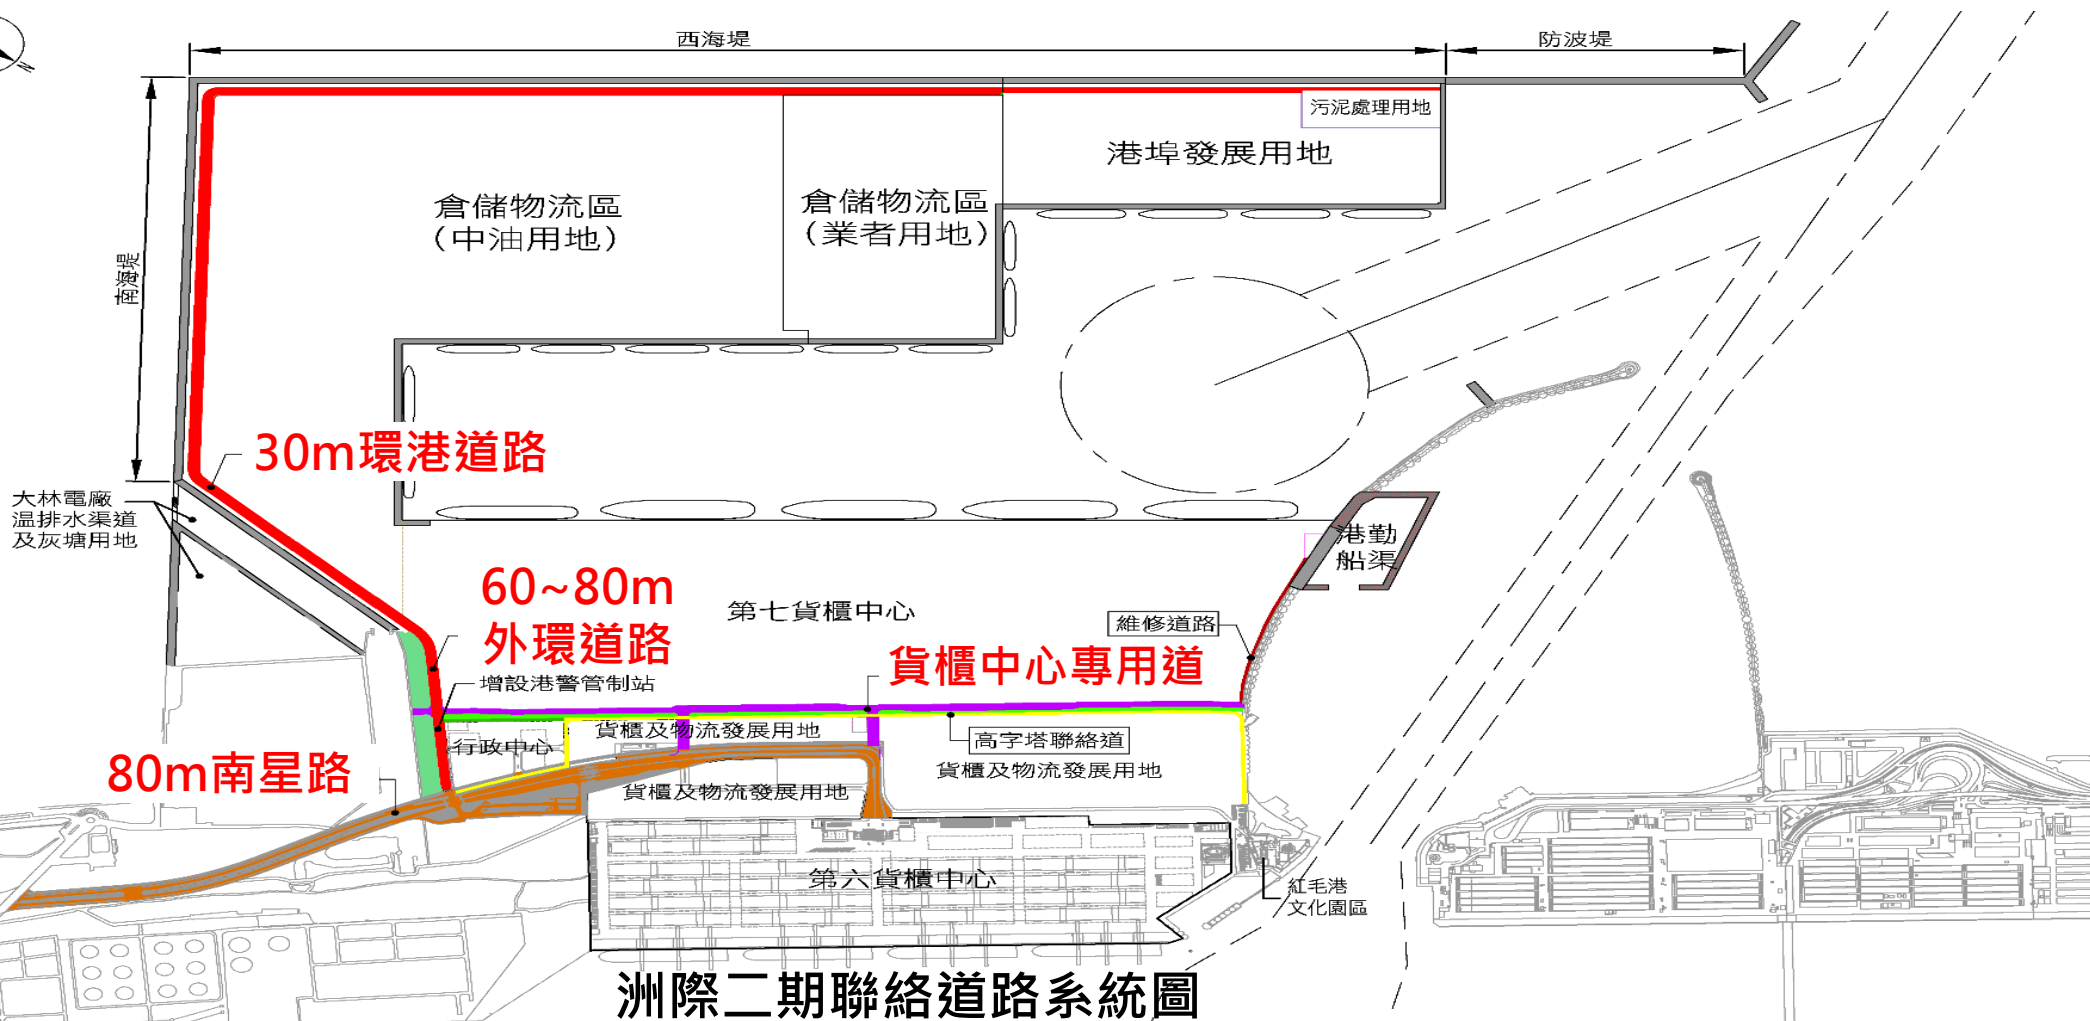 西海堤
防波堤
N
污泥處理用地
港埠發展用地
倉儲物流區
(中油用地)
倉儲物流區
(業者用地)
南海堤
30m環港道路
大林電廠
溫排水渠道
及灰塘用地
港勤
船渠
60~80m
外環道路
第七貨櫃中心
維修道路
貨櫃中心專用道
增設港警管制站
貨櫃及物流發展用地
行政中心
高字塔聯絡道
貨櫃及物流發展用地
80m南星路
貨櫃及物流發展用地
第六貨櫃中心
紅毛港
文化園區
洲際二期聯絡道路系統圖